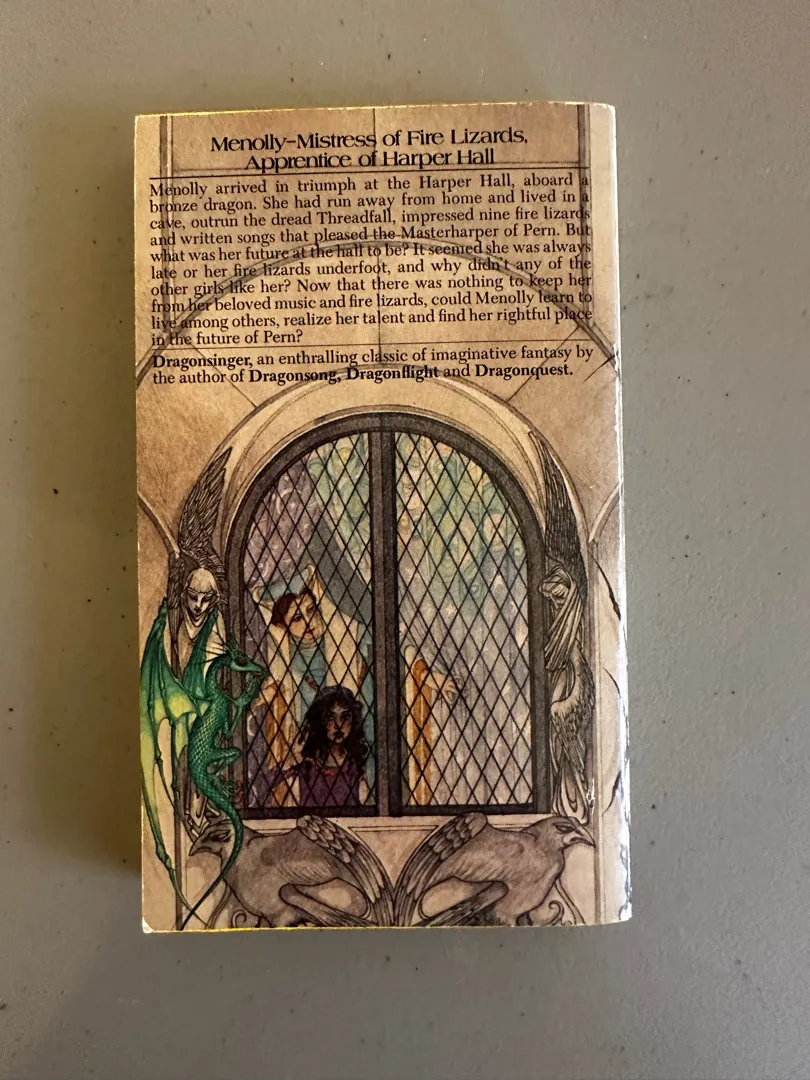 Menolly–Mistress of Fire Lizards,
Apprentice of Harper Hall
Menolly arrived in triumph at the Harper Hall, aboard a
bronze dragon. She had run away from home and lived in a
cave, outrun the dread Threadfall, impressed nine fire lizards
and written songs that pleased the Masterharper of Pern. But
what was her future at the hall to be? It seemed she was always
late or her fire lizards underfoot, and why didn't any of the
other girls like her? Now that there was nothing to keep her
from her beloved music and fire lizards, could Menolly learn to
live among others, realize her talent and find her rightful place
in the future of Pern?
Dragonsinger, an enthralling classic of imaginative fantasy by
the author of Dragonsong, Dragonflight and Dragonquest.